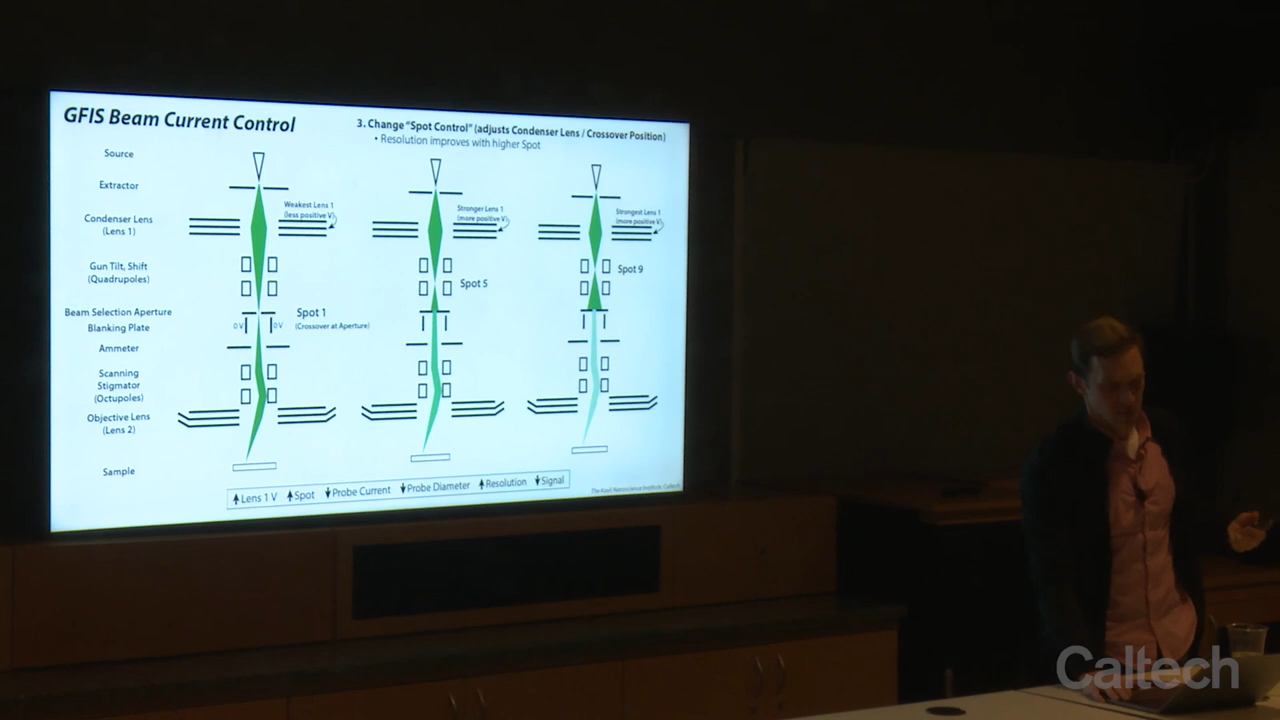 GFIS Beam Current Control
3. Change "Spot Control" (adjusts Condenser Lens / Crossover Position)
• Resolution improves with higher Spot
Source
Extractor
Condenser Lens
(Lens 1)
Gun Tilt, Shift
(Quadrupoles)
Beam Selection Aperture
Blanking Plate
Ammeter
Scanning
Stigmator
(Octupoles)
Objective Lens
(Lens 2)
Sample
Weakest Lens 1
(less positive V)
0 V
0 V
Spot 1
(Crossover at Aperture)
Stronger Lens 1
(more positive V)
Spot 5
Strongest Lens 1
(more positive V)
Spot 9
↑Lens 1 V ↑Spot ↓Probe Current ↓Probe Diameter ↑Resolution ↓Signal
The Kavli Nanoscience Institute, Caltech
Caltech